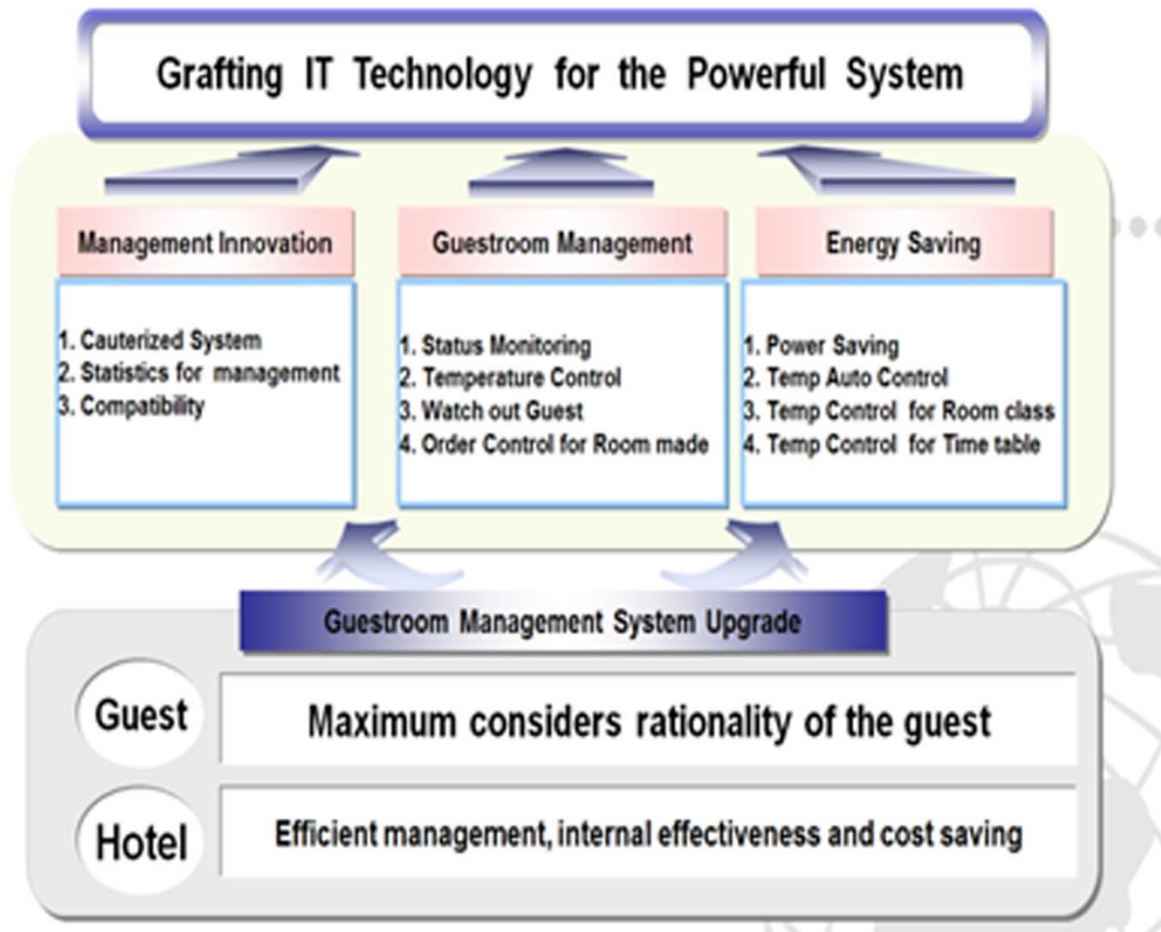 Grafting IT Technology for the Powerful System
Management Innovation
1. Cauterized System
2. Statistics for management
3. Compatibility
Guestroom Management
1. Status Monitoring
2. Temperature Control
3. Watch out Guest
4. Order Control for Room made
Energy Saving
1. Power Saving
2. Temp Auto Control
3. Temp Control for Room class
4. Temp Control for Time table
Guestroom Management System Upgrade
Guest
Maximum considers rationality of the guest
Hotel
Efficient management, internal effectiveness and cost saving